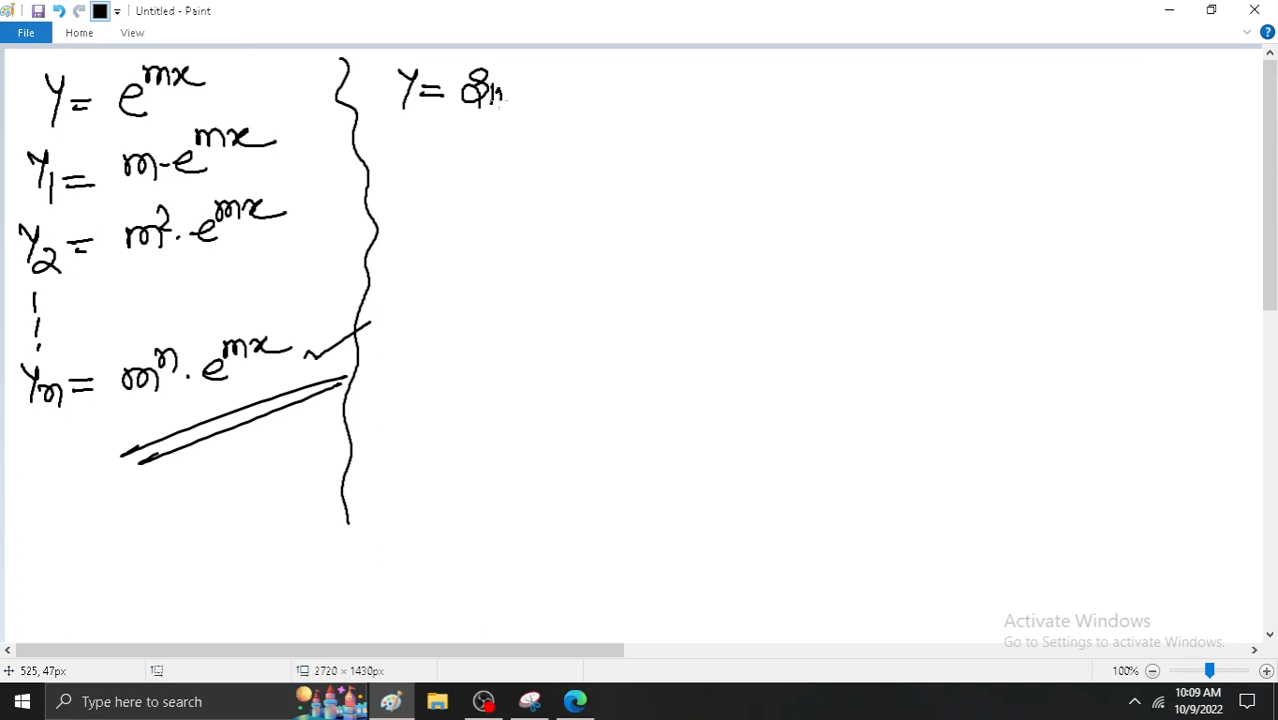 Untitled - Paint
File Home View
Y = e^mx
Y₁ = m·e^mx
Y₂ = m²·e^mx
Yn = m^n·e^mx
Y = Sin
Activate Windows
Go to Settings to activate Windows.
525, 47px
2720 × 1430px
100%
Type here to search
10:09 AM
10/9/2022